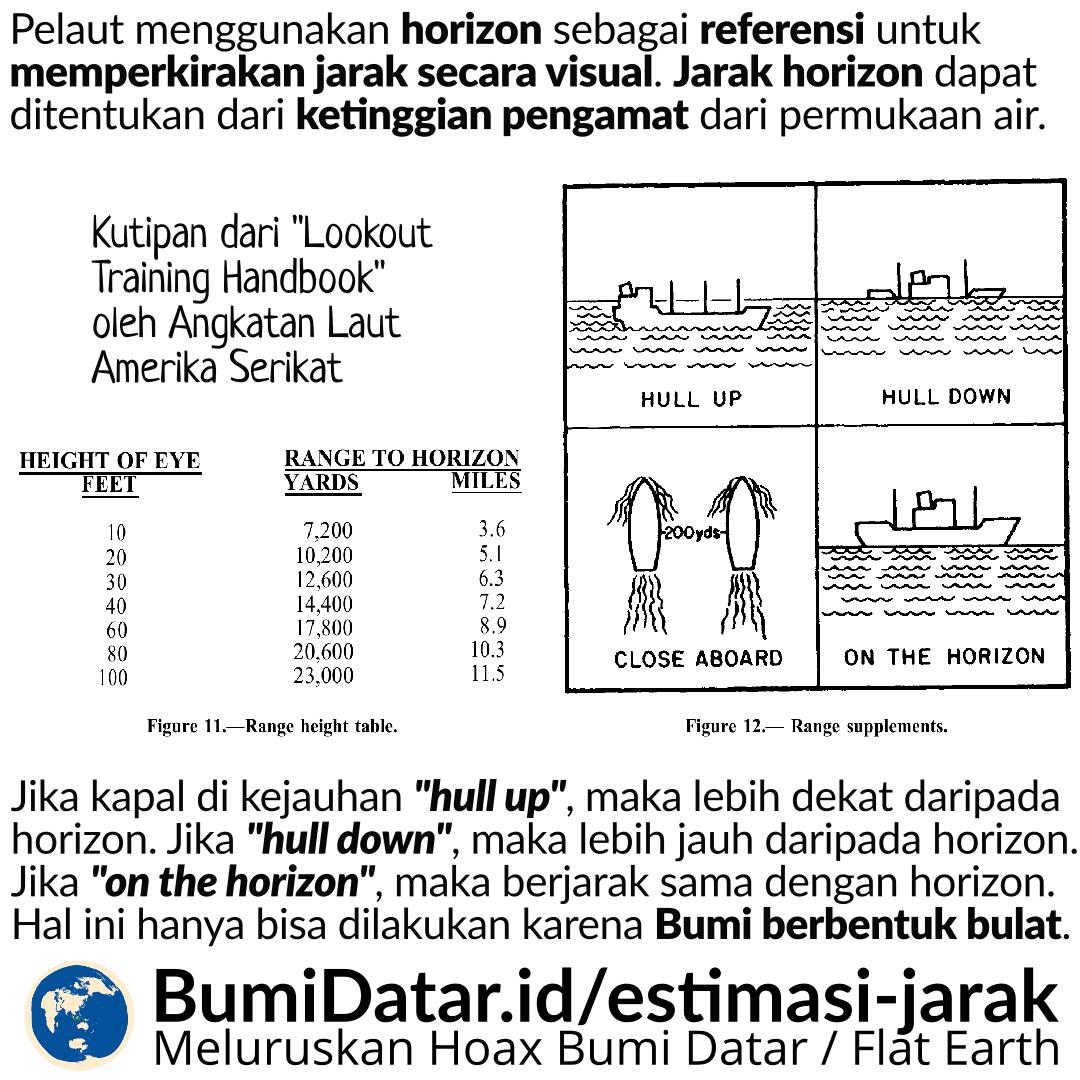 Pelaut menggunakan horizon sebagai referensi untuk
memperkirakan jarak secara visual. Jarak horizon dapat
ditentukan dari ketinggian pengamat dari permukaan air.
Kutipan dari "Lookout
Training Handbook"
oleh Angkatan Laut
Amerika Serikat
HEIGHT OF EYE RANGE TO HORIZON
FEET YARDS MILES
10 7,200 3.6
20 10,200 5.1
30 12,600 6.3
40 14,400 7.2
60 17,800 8.9
80 20,600 10.3
100 23,000 11.5
Figure 11.—Range height table.
HULL UP
HULL DOWN
200yds
CLOSE ABOARD
ON THE HORIZON
Figure 12.— Range supplements.
Jika kapal di kejauhan "hull up", maka lebih dekat daripada
horizon. Jika "hull down", maka lebih jauh daripada horizon.
Jika "on the horizon", maka berjarak sama dengan horizon.
Hal ini hanya bisa dilakukan karena Bumi berbentuk bulat.
BumiDatar.id/estimasi-jarak
Meluruskan Hoax Bumi Datar / Flat Earth